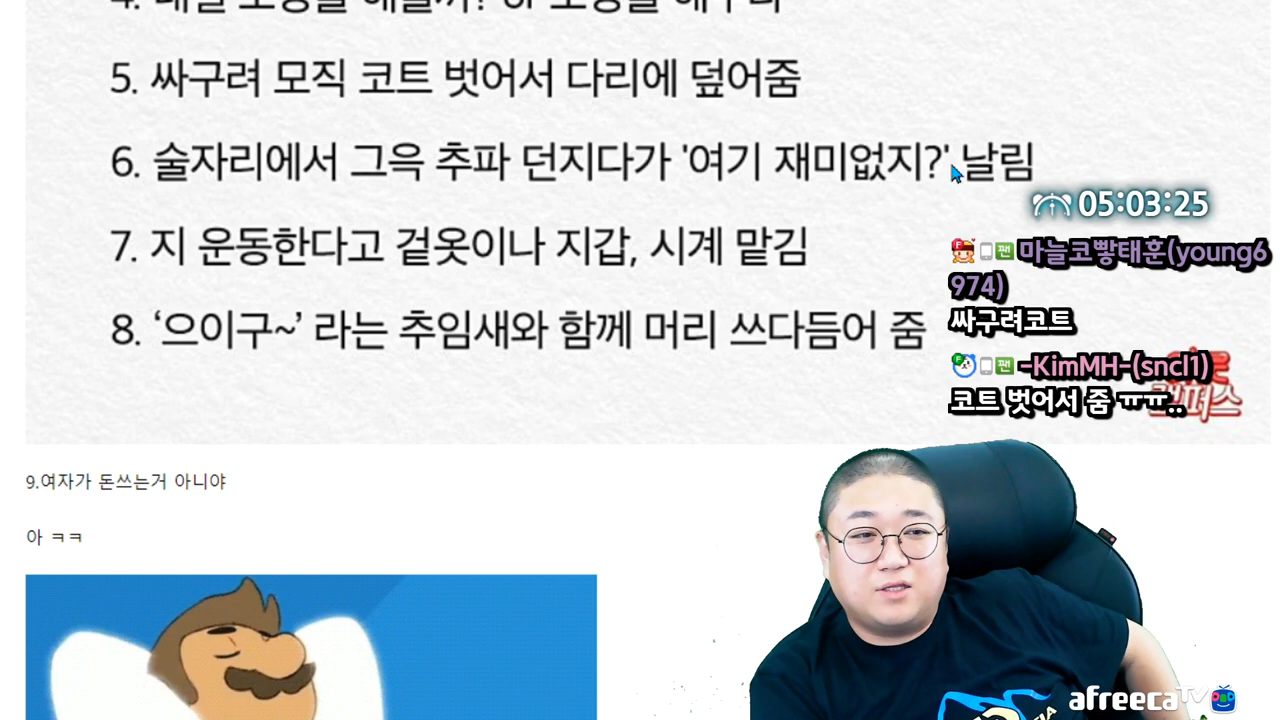 5. 싸구려 모직 코트 벗어서 다리에 덮어줌
6. 술자리에서 그윽 추파 던지다가 '여기 재미없지?' 날림
7. 지 운동한다고 겉옷이나 지갑, 시계 맡김
8. ‘으이구~’ 라는 추임새와 함께 머리 쓰다듬어 줌
05:03:25
마늘코빵태훈(young6
974)
싸구려코트
-KimMH-(sncl1)
코트 벗어서 줌 ㅠㅠ..
9.여자가 돈쓰는거 아니야
아 ㅋㅋ
afreecaTV